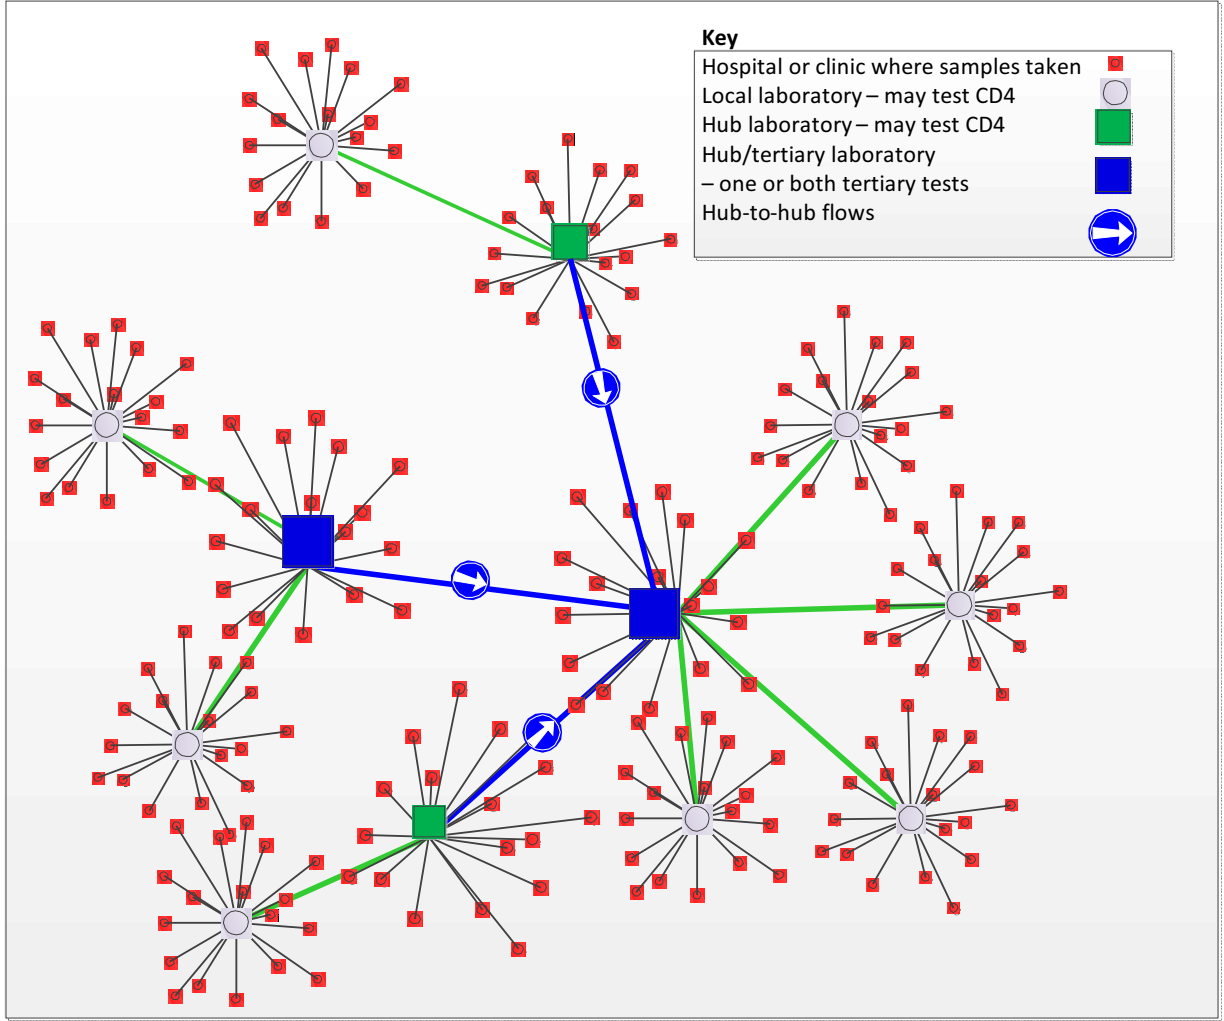 Key
Hospital or clinic where samples taken
Local laboratory – may test CD4
Hub laboratory – may test CD4
Hub/tertiary laboratory
– one or both tertiary tests
Hub-to-hub flows